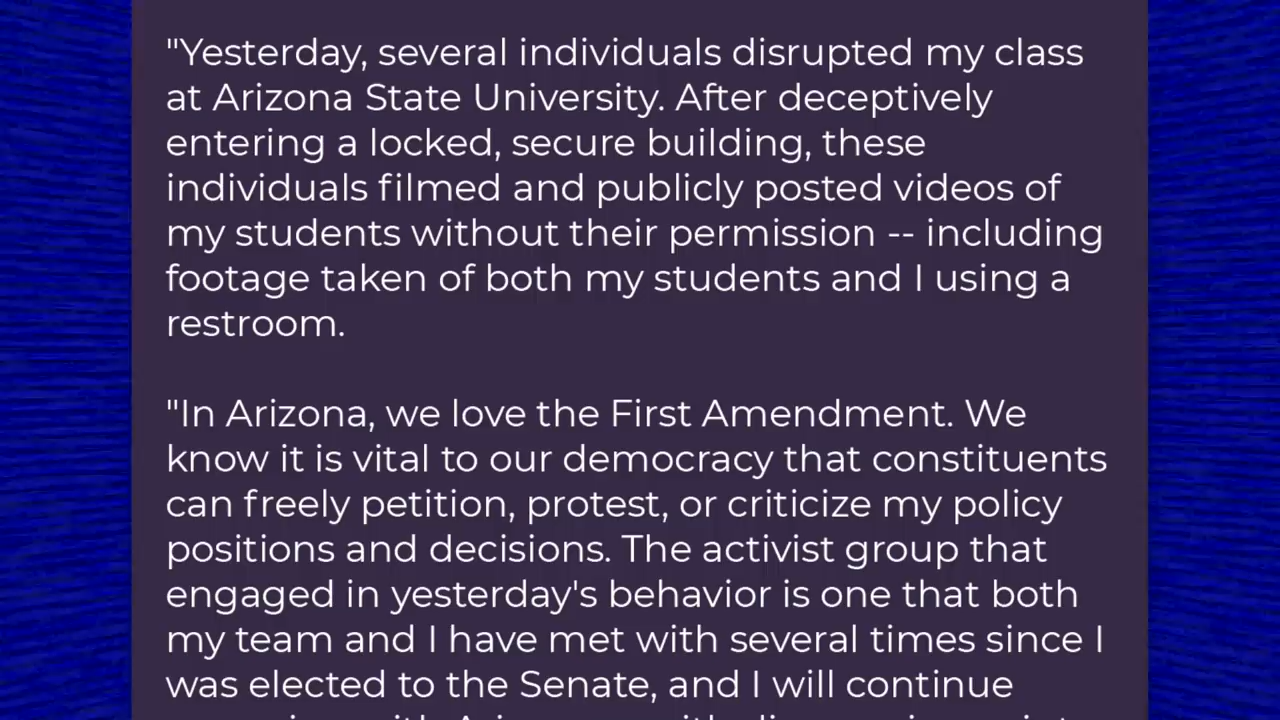 "Yesterday, several individuals disrupted my class
at Arizona State University. After deceptively
entering a locked, secure building, these
individuals filmed and publicly posted videos of
my students without their permission -- including
footage taken of both my students and I using a
restroom.
"In Arizona, we love the First Amendment. We
know it is vital to our democracy that constituents
can freely petition, protest, or criticize my policy
positions and decisions. The activist group that
engaged in yesterday's behavior is one that both
my team and I have met with several times since I
was elected to the Senate, and I will continue